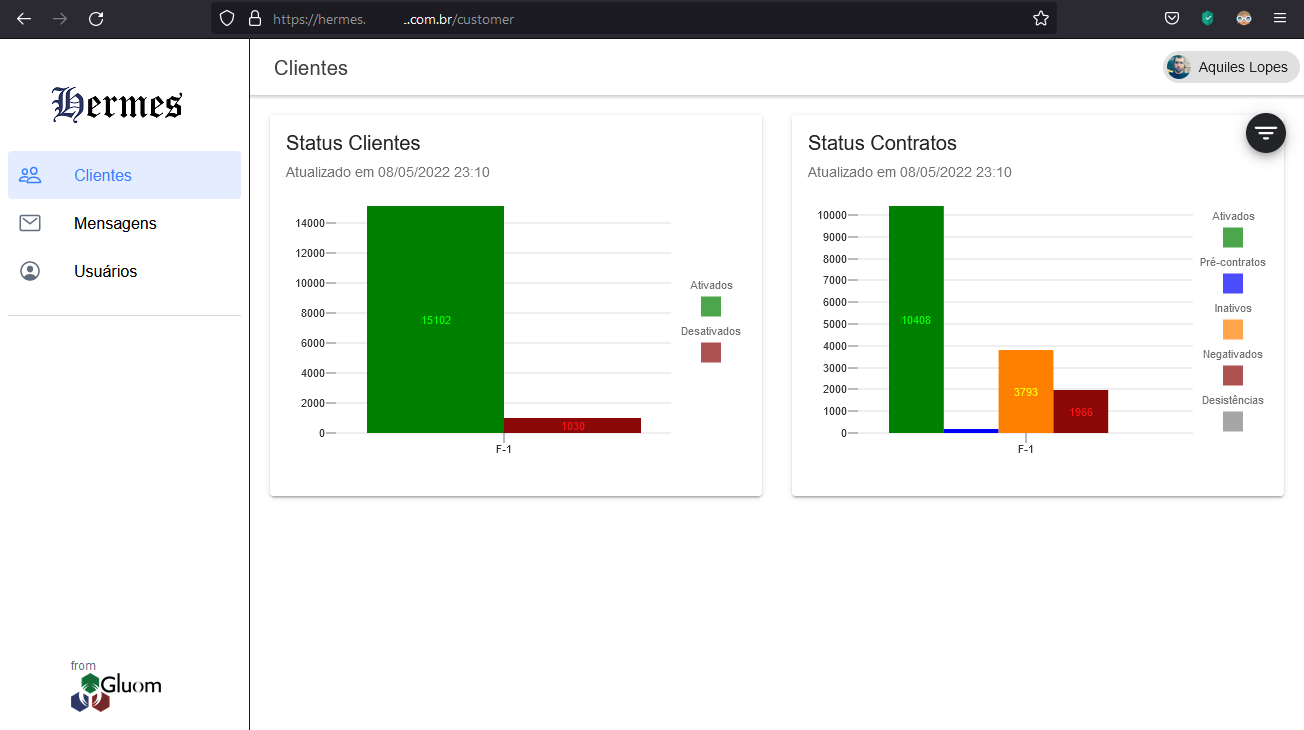 https://hermes. ..com.br/customer
Hermes
Clientes
Mensagens
Usuários
from
Gluom
Clientes
Aquiles Lopes
Status Clientes
Atualizado em 08/05/2022 23:10
14000
12000
10000
8000
6000
4000
2000
0
15102
1030
F-1
Ativados
Desativados
Status Contratos
Atualizado em 08/05/2022 23:10
10000
9000
8000
7000
6000
5000
4000
3000
2000
1000
0
10408
3793
1966
F-1
Ativados
Pré-contratos
Inativos
Negativados
Desistências